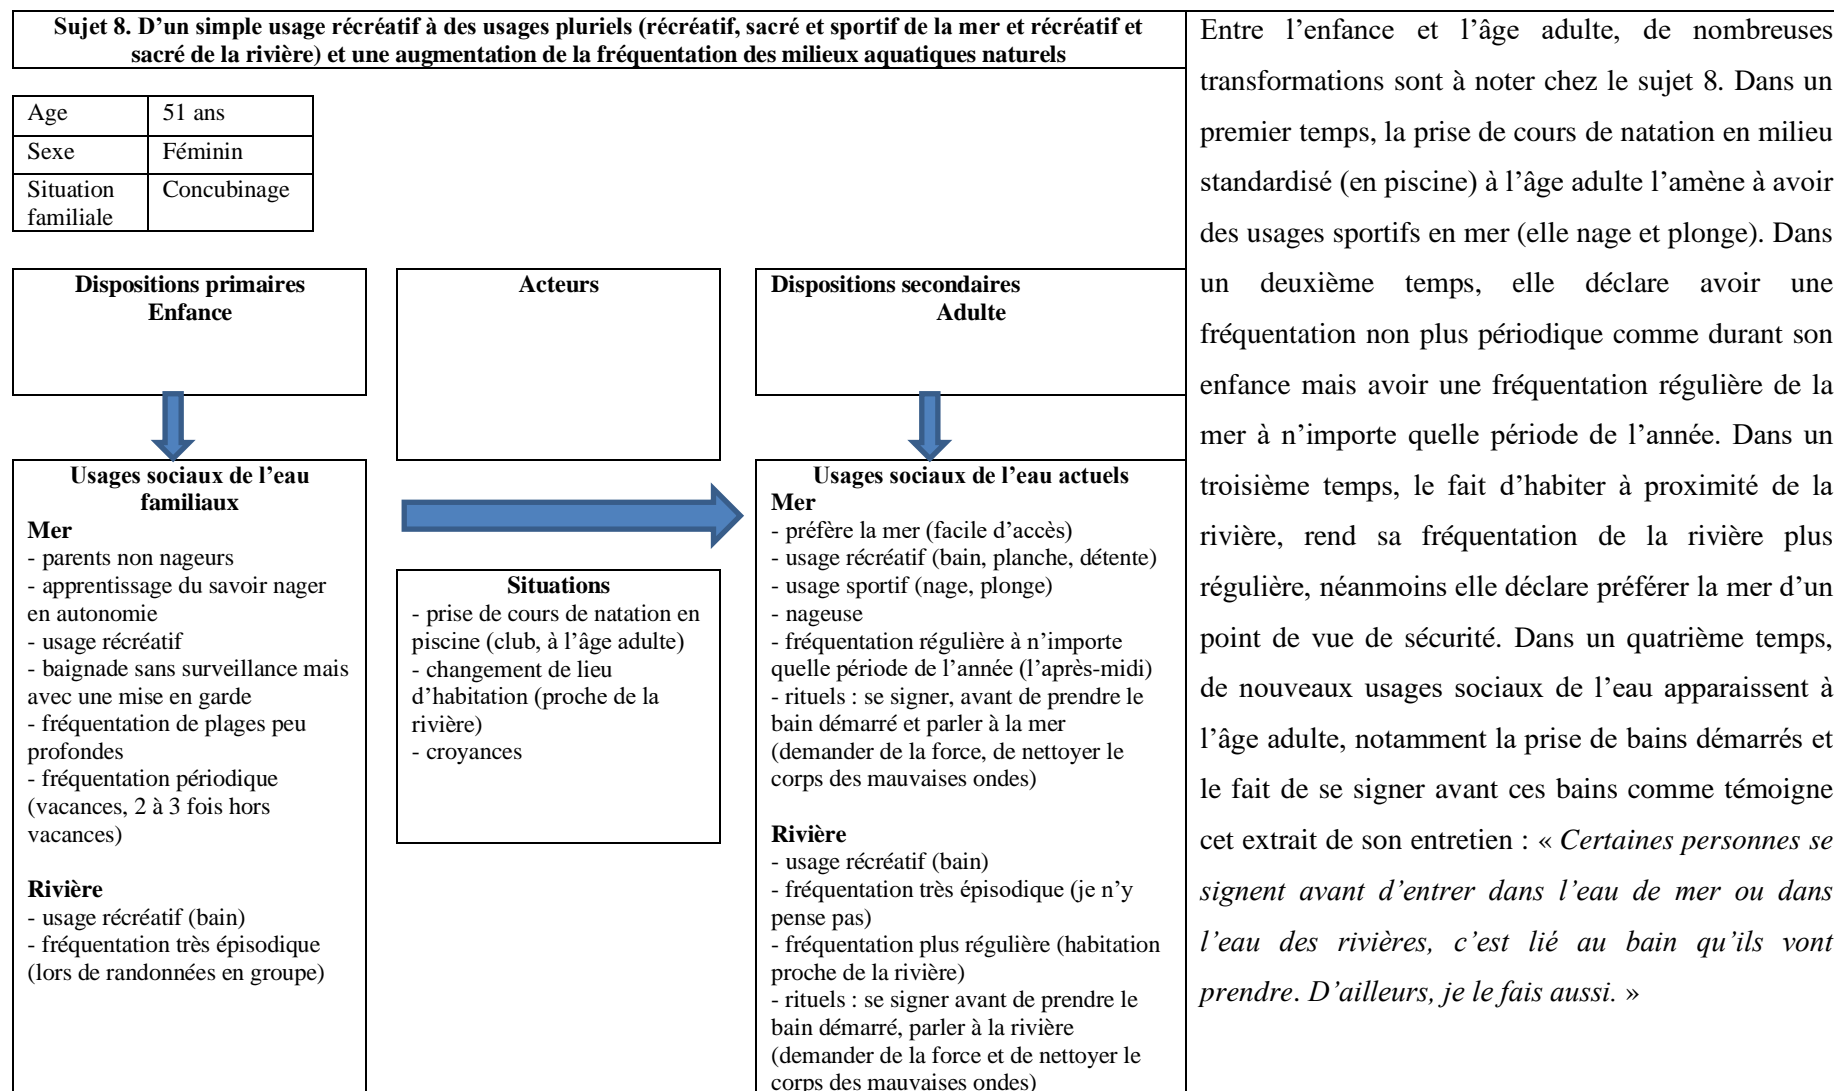 Sujet 8. D’un simple usage récréatif à des usages pluriels (récréatif, sacré et sportif de la mer et récréatif et
sacré de la rivière) et une augmentation de la fréquentation des milieux aquatiques naturels
Age 51 ans
Sexe Féminin
Situation familiale Concubinage
Dispositions primaires
Enfance
Acteurs
Dispositions secondaires
Adulte
Usages sociaux de l’eau
familiaux
Mer
- parents non nageurs
- apprentissage du savoir nager
en autonomie
- usage récréatif
- baignade sans surveillance mais
avec une mise en garde
- fréquentation de plages peu
profondes
- fréquentation périodique
(vacances, 2 à 3 fois hors
vacances)
Rivière
- usage récréatif (bain)
- fréquentation très épisodique
(lors de randonnées en groupe)
Situations
- prise de cours de natation en
piscine (club, à l’âge adulte)
- changement de lieu
d’habitation (proche de la
rivière)
- croyances
Usages sociaux de l’eau actuels
Mer
- préfère la mer (facile d’accès)
- usage récréatif (bain, planche, détente)
- usage sportif (nage, plonge)
- nageuse
- fréquentation régulière à n’importe
quelle période de l’année (l’après-midi)
- rituels : se signer, avant de prendre le
bain démarré et parler à la mer
(demander de la force, de nettoyer le
corps des mauvaises ondes)
Rivière
- usage récréatif (bain)
- fréquentation très épisodique (je n’y
pense pas)
- fréquentation plus régulière (habitation
proche de la rivière)
- rituels : se signer avant de prendre le
bain démarré, parler à la rivière
(demander de la force et de nettoyer le
corps des mauvaises ondes)
Entre l’enfance et l’âge adulte, de nombreuses
transformations sont à noter chez le sujet 8. Dans un
premier temps, la prise de cours de natation en milieu
standardisé (en piscine) à l’âge adulte l’amène à avoir
des usages sportifs en mer (elle nage et plonge). Dans
un deuxième temps, elle déclare avoir une
fréquentation non plus périodique comme durant son
enfance mais avoir une fréquentation régulière de la
mer à n’importe quelle période de l’année. Dans un
troisième temps, le fait d’habiter à proximité de la
rivière, rend sa fréquentation de la rivière plus
régulière, néanmoins elle déclare préférer la mer d’un
point de vue de sécurité. Dans un quatrième temps,
de nouveaux usages sociaux de l’eau apparaissent à
l’âge adulte, notamment la prise de bains démarrés et
le fait de se signer avant ces bains comme témoigne
cet extrait de son entretien : « Certaines personnes se
signent avant d’entrer dans l’eau de mer ou dans
l’eau des rivières, c’est lié au bain qu’ils vont
prendre. D’ailleurs, je le fais aussi. »